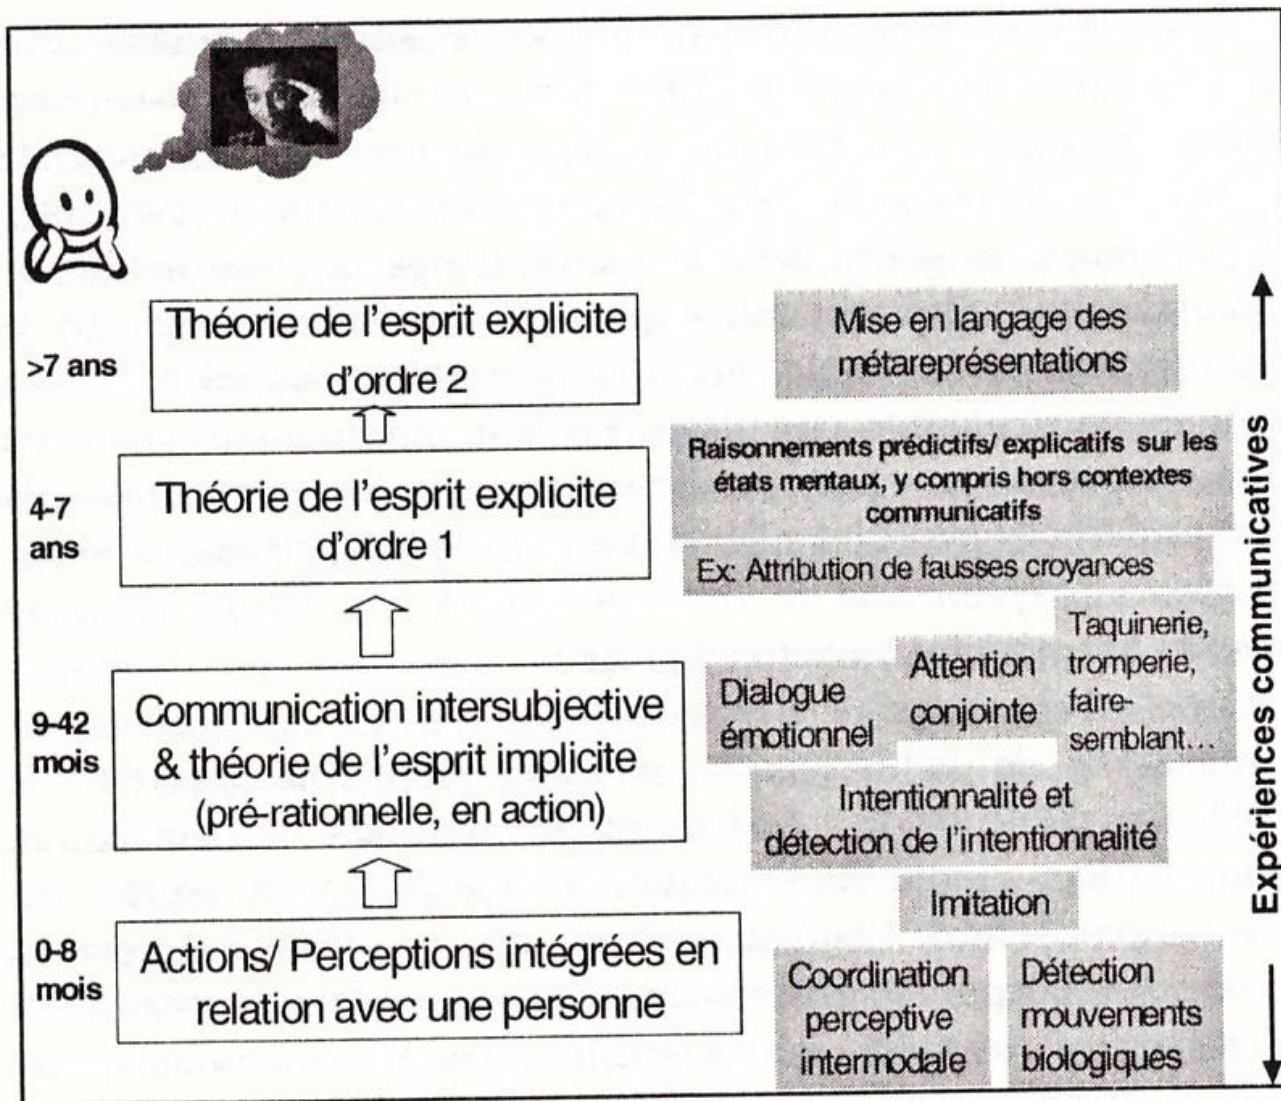 Théorie de l'esprit explicite
d'ordre 2
>7 ans
Mise en langage des
métareprésentations
Théorie de l'esprit explicite
d'ordre 1
4-7
ans
Raisonnements prédictifs/ explicatifs sur les
états mentaux, y compris hors contextes
communicatifs
Ex: Attribution de fausses croyances
Communication intersubjective
& théorie de l'esprit implicite
(pré-rationnelle, en action)
9-42
mois
Dialogue
émotionnel
Attention
conjointe
Taquinerie,
tromperie,
faire-
semblant...
Intentionnalité et
détection de l'intentionnalité
Imitation
Actions/ Perceptions intégrées en
relation avec une personne
0-8
mois
Coordination
perceptive
intermodale
Détection
mouvements
biologiques
Expériences communicatives